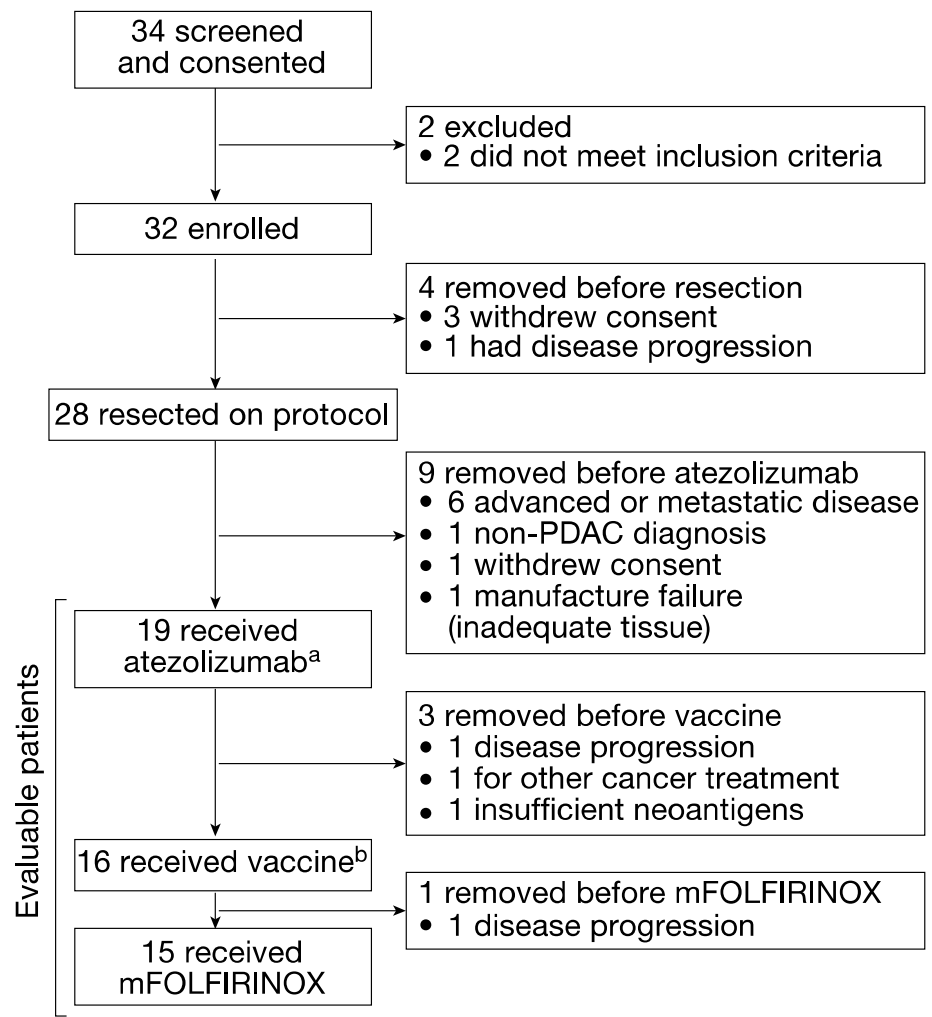 34 screened
and consented
2 excluded
• 2 did not meet inclusion criteria
32 enrolled
4 removed before resection
• 3 withdrew consent
• 1 had disease progression
28 resected on protocol
9 removed before atezolizumab
• 6 advanced or metastatic disease
• 1 non-PDAC diagnosis
• 1 withdrew consent
• 1 manufacture failure
(inadequate tissue)
Evaluable patients
19 received
atezolizumabᵃ
3 removed before vaccine
• 1 disease progression
• 1 for other cancer treatment
• 1 insufficient neoantigens
16 received vaccineᵇ
1 removed before mFOLFIRINOX
• 1 disease progression
15 received
mFOLFIRINOX